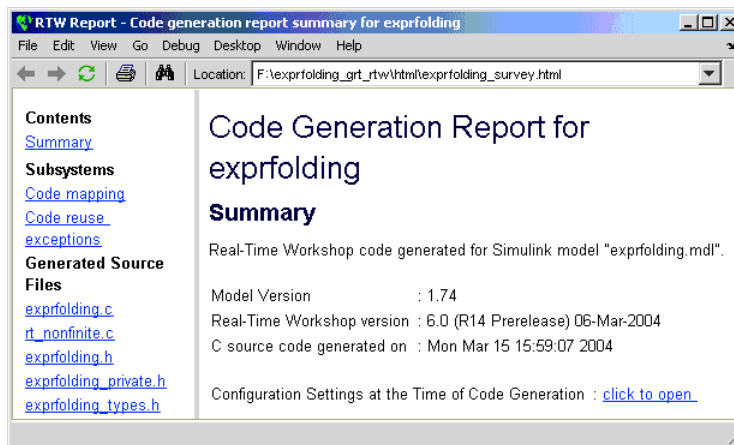 RTW Report - Code generation report summary for exprfolding
File Edit View Go Debug Desktop Window Help
Location: F:\exprfolding_grt_rtw\html\exprfolding_survey.html
Contents
Summary
Subsystems
Code mapping
Code reuse
exceptions
Generated Source
Files
exprfolding.c
rt_nonfinite.c
exprfolding.h
exprfolding_private.h
exprfolding_types.h
Code Generation Report for
exprfolding
Summary
Real-Time Workshop code generated for Simulink model "exprfolding.mdl".
Model Version : 1.74
Real-Time Workshop version : 6.0 (R14 Prerelease) 06-Mar-2004
C source code generated on : Mon Mar 15 15:59:07 2004
Configuration Settings at the Time of Code Generation : click to open